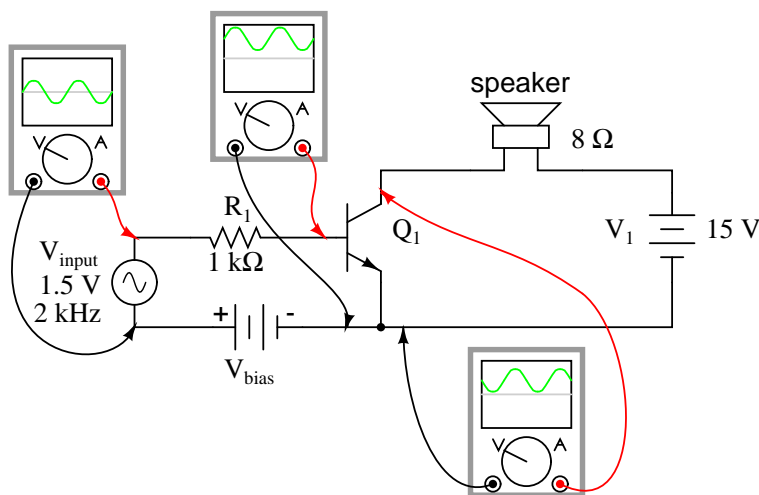 V A
V A
speaker
8 Ω
R1
1 kΩ
Q1
V1
15 V
Vinput
1.5 V
2 kHz
+ -
Vbias
V A